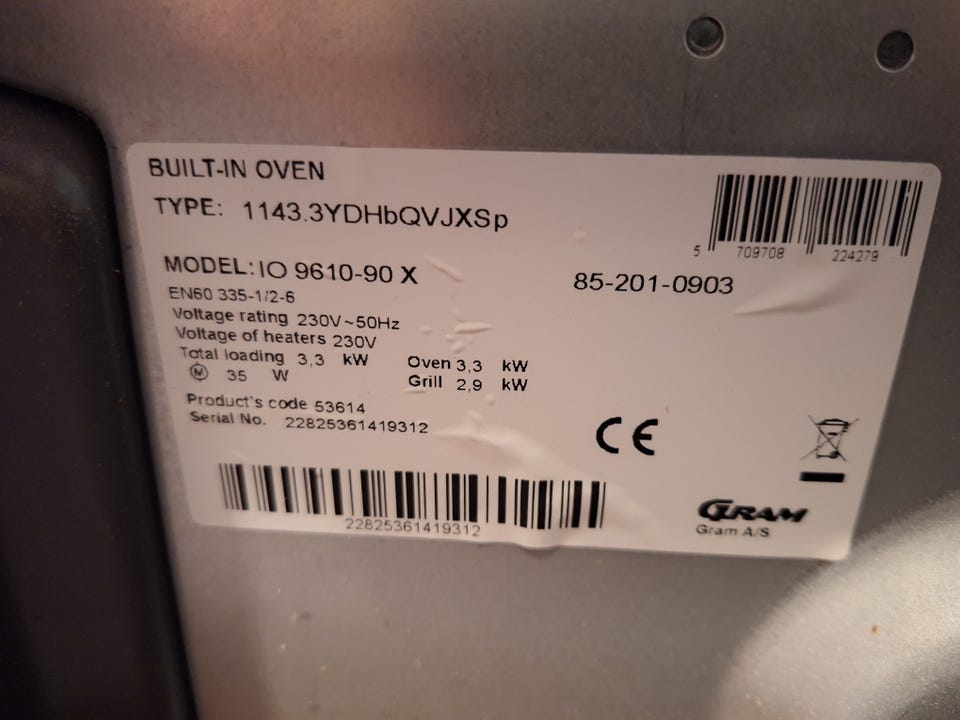 BUILT-IN OVEN
TYPE: 1143.3YDHbQVJXSp
5 709708 224279
MODEL: IO 9610-90 X
85-201-0903
EN60 335-1/2-6
Voltage rating 230V~50Hz
Voltage of heaters 230V
Total loading 3,3 kW Oven 3,3 kW
M 35 W Grill 2,9 kW
Product's code 53614
Serial No. 22825361419312
CE
22825361419312
GRAM
Gram A/S